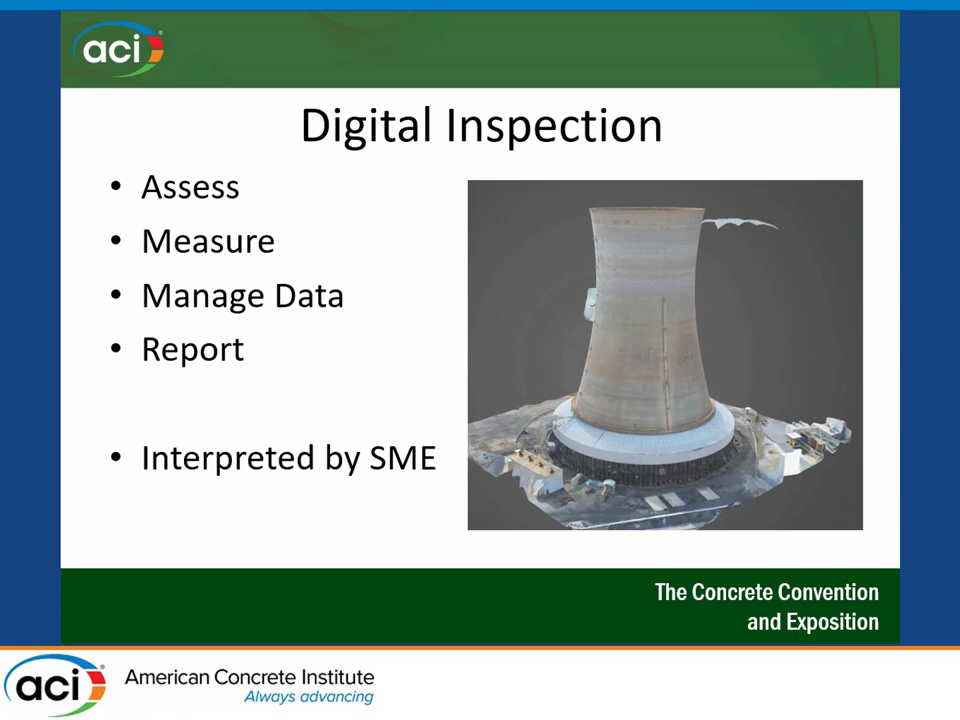 aci
Digital Inspection
• Assess
• Measure
• Manage Data
• Report
• Interpreted by SME
The Concrete Convention
and Exposition
aci
American Concrete Institute
Always advancing